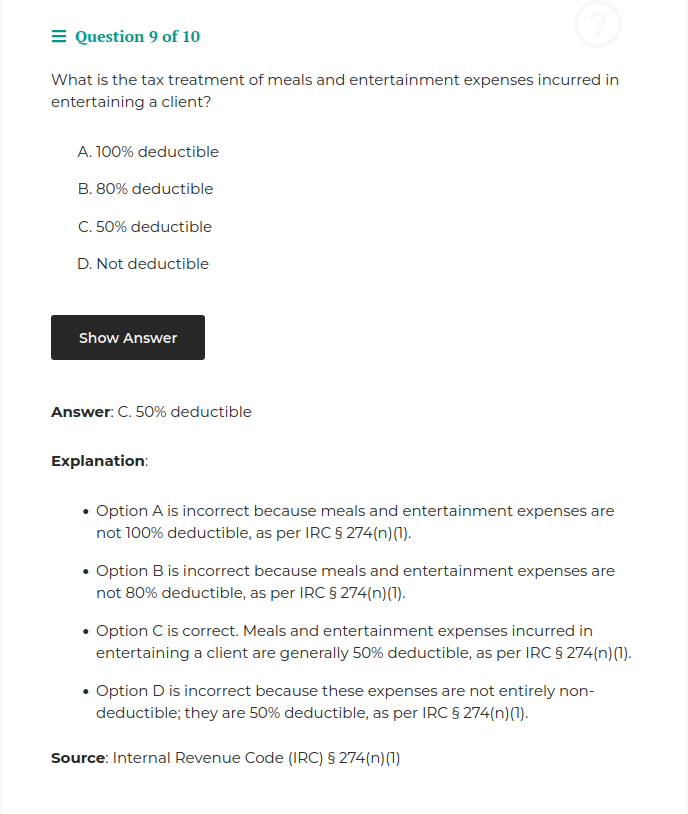 Question 9 of 10
?
What is the tax treatment of meals and entertainment expenses incurred in
entertaining a client?
A. 100% deductible
B. 80% deductible
C. 50% deductible
D. Not deductible
Show Answer
Answer: C. 50% deductible
Explanation:
• Option A is incorrect because meals and entertainment expenses are
not 100% deductible, as per IRC § 274(n)(1).
• Option B is incorrect because meals and entertainment expenses are
not 80% deductible, as per IRC § 274(n)(1).
• Option C is correct. Meals and entertainment expenses incurred in
entertaining a client are generally 50% deductible, as per IRC § 274(n)(1).
• Option D is incorrect because these expenses are not entirely non-
deductible; they are 50% deductible, as per IRC § 274(n)(1).
Source: Internal Revenue Code (IRC) § 274(n)(1)